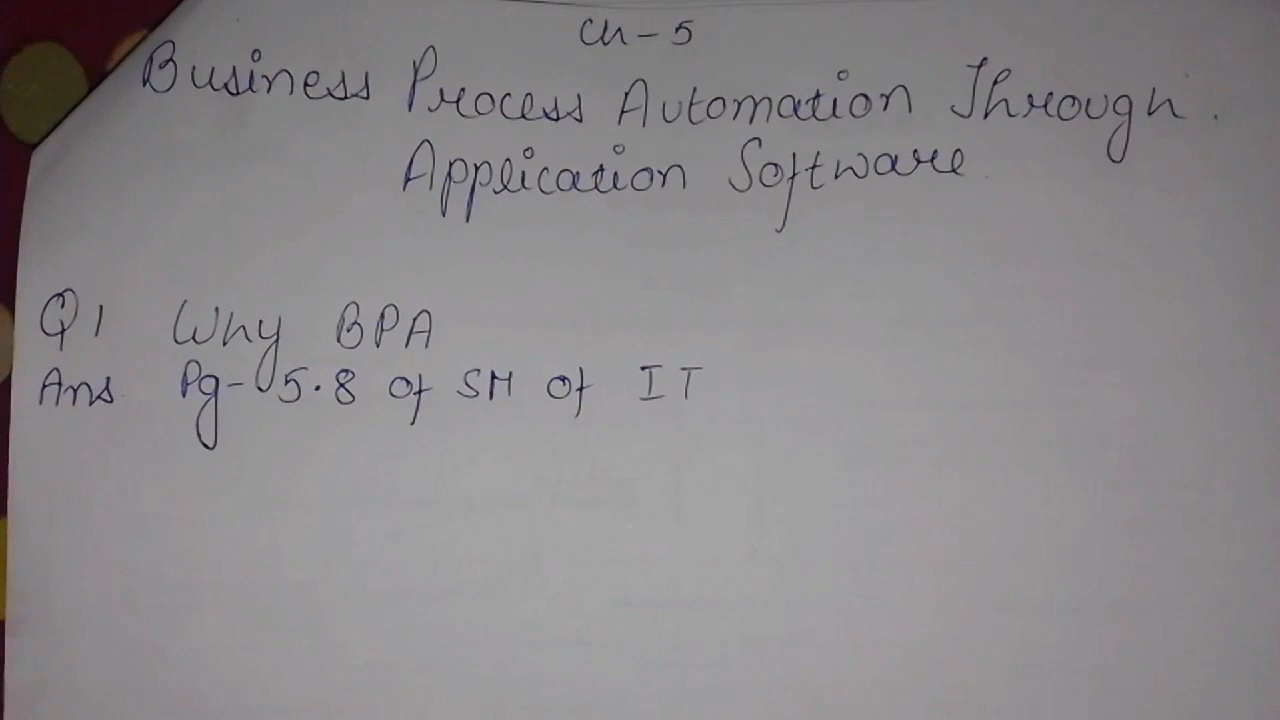 Ch - 5
Business Process Automation Through
Application Software
Q1 Why BPA
Ans Pg- 5.8 of SM of IT